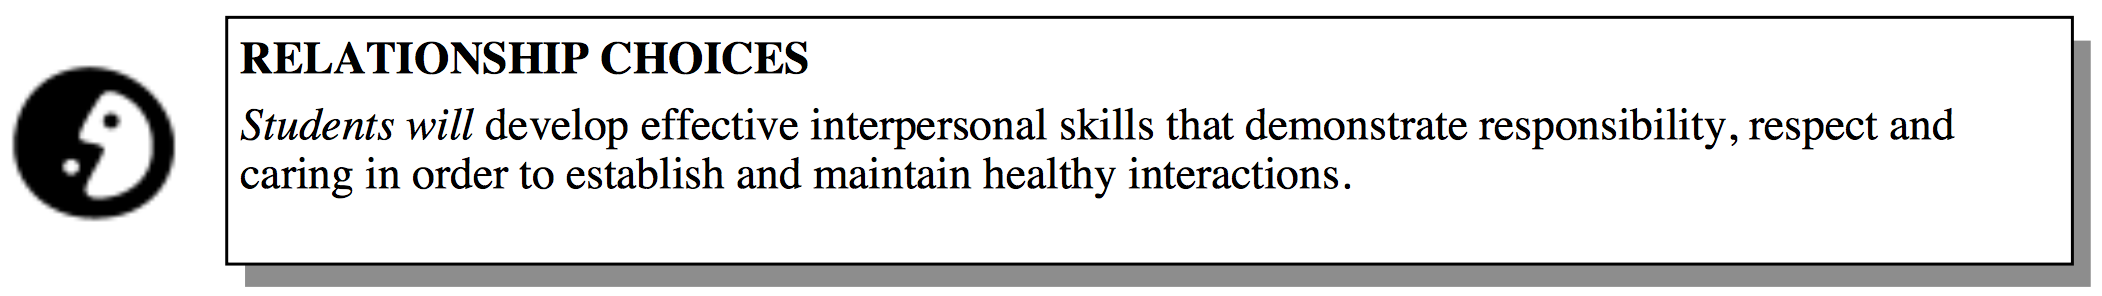 RELATIONSHIP CHOICES
Students will develop effective interpersonal skills that demonstrate responsibility, respect and
caring in order to establish and maintain healthy interactions.